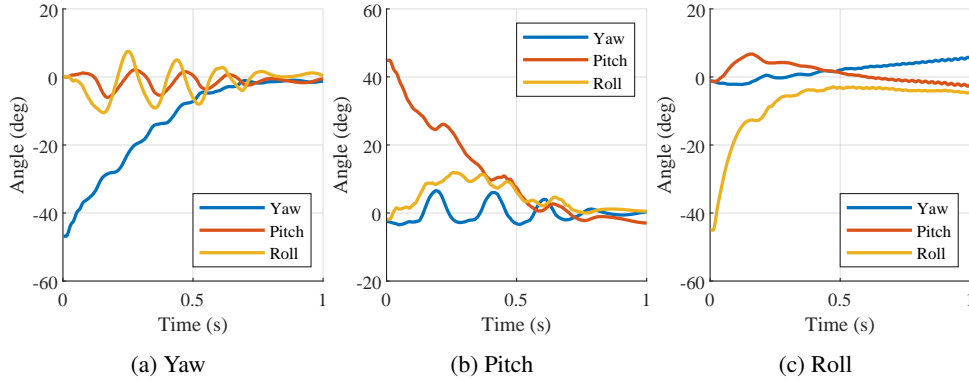 20
0
-20
-40
-60
Angle (deg)
Yaw
Pitch
Roll
0
0.5
1
Time (s)
(a) Yaw
60
40
20
0
-20
Angle (deg)
Yaw
Pitch
Roll
0
0.5
1
Time (s)
(b) Pitch
20
0
-20
-40
-60
Angle (deg)
Yaw
Pitch
Roll
0
0.5
1
Time (s)
(c) Roll